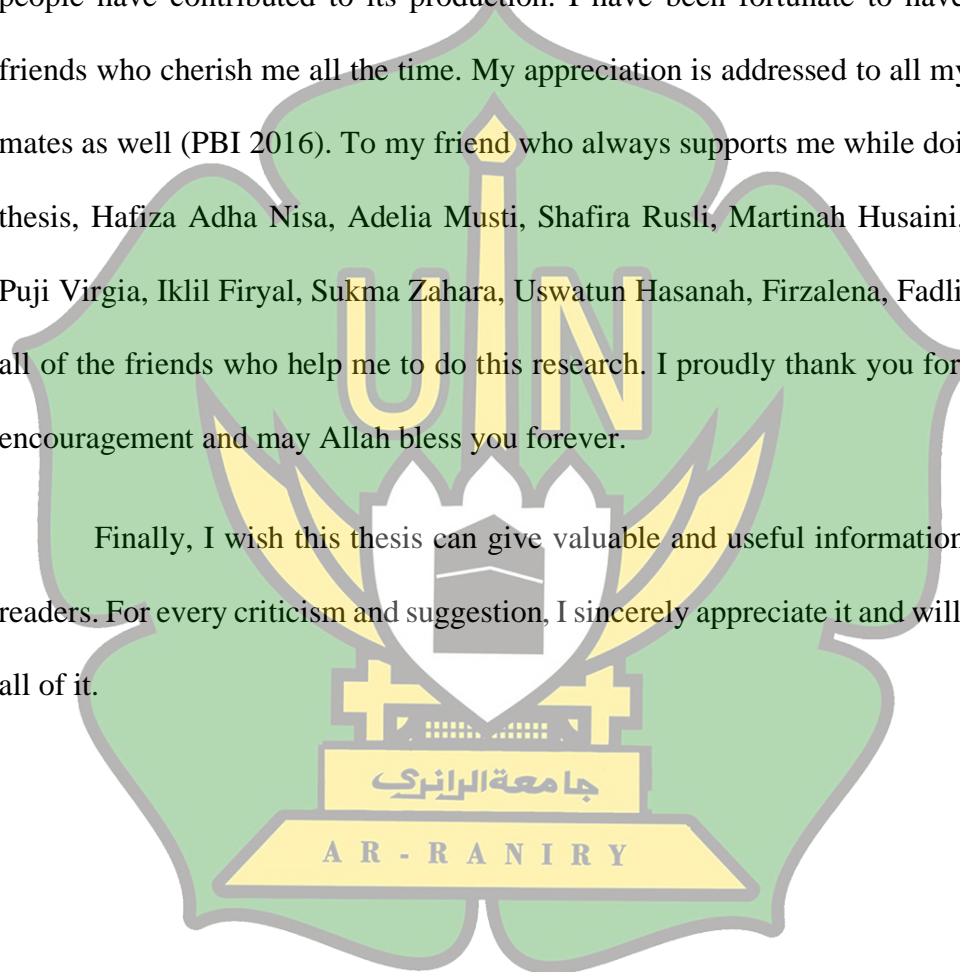 people have contributed to its production. I have been fortunate to have
friends who cherish me all the time. My appreciation is addressed to all my
mates as well (PBI 2016). To my friend who always supports me while doi
thesis, Hafiza Adha Nisa, Adelia Musti, Shafira Rusli, Martinah Husaini,
Puji Virgia, Iklil Firyal, Sukma Zahara, Uswatun Hasanah, Firzalena, Fadli
all of the friends who help me to do this research. I proudly thank you for
UIN
encouragement and may Allah bless you forever.
Finally, I wish this thesis can give valuable and useful information
readers. For every criticism and suggestion, I sincerely appreciate it and will
all of it.
جامعة الرانري
AR-RANIRY